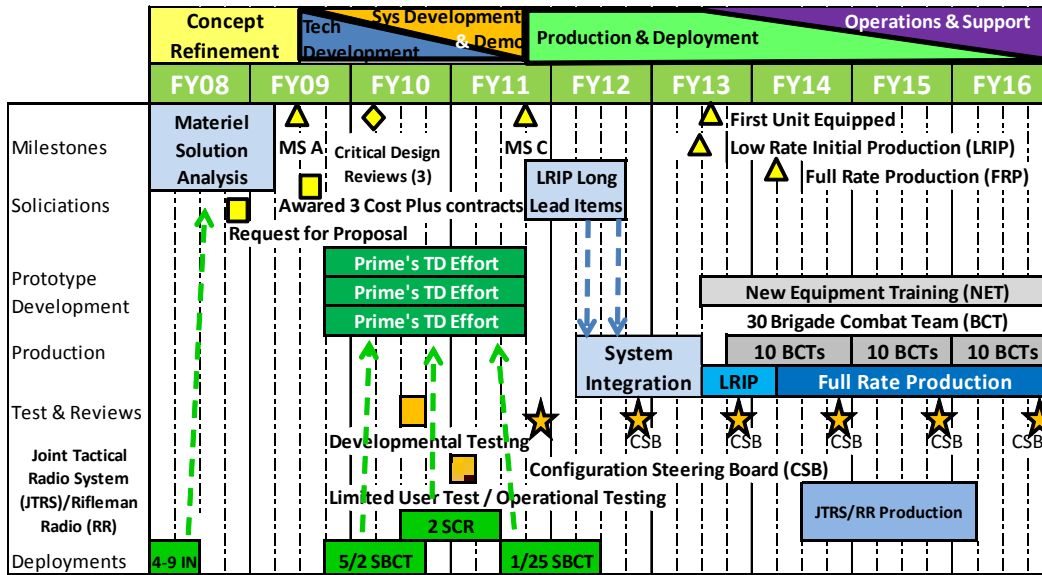 Concept
Refinement
Tech
Development
Sys Development
& Demo
Production & Deployment
Operations & Support
FY08 FY09 FY10 FY11 FY12 FY13 FY14 FY15 FY16
Milestones
Materiel
Solution
Analysis
MS A
Critical Design
Reviews (3)
MS C
First Unit Equipped
Low Rate Initial Production (LRIP)
Full Rate Production (FRP)
LRIP Long
Lead Items
Soliciations
Awared 3 Cost Plus contracts
Request for Proposal
Prototype
Development
Prime's TD Effort
Prime's TD Effort
Prime's TD Effort
New Equipment Training (NET)
30 Brigade Combat Team (BCT)
Production
System
Integration
10 BCTs 10 BCTs 10 BCTs
LRIP Full Rate Production
Test & Reviews
Developmental Testing
CSB CSB CSB CSB CSB
Configuration Steering Board (CSB)
Limited User Test / Operational Testing
Joint Tactical
Radio System
(JTRS)/Rifleman
Radio (RR)
JTRS/RR Production
2 SCR
Deployments
4-9 IN 5/2 SBCT 1/25 SBCT